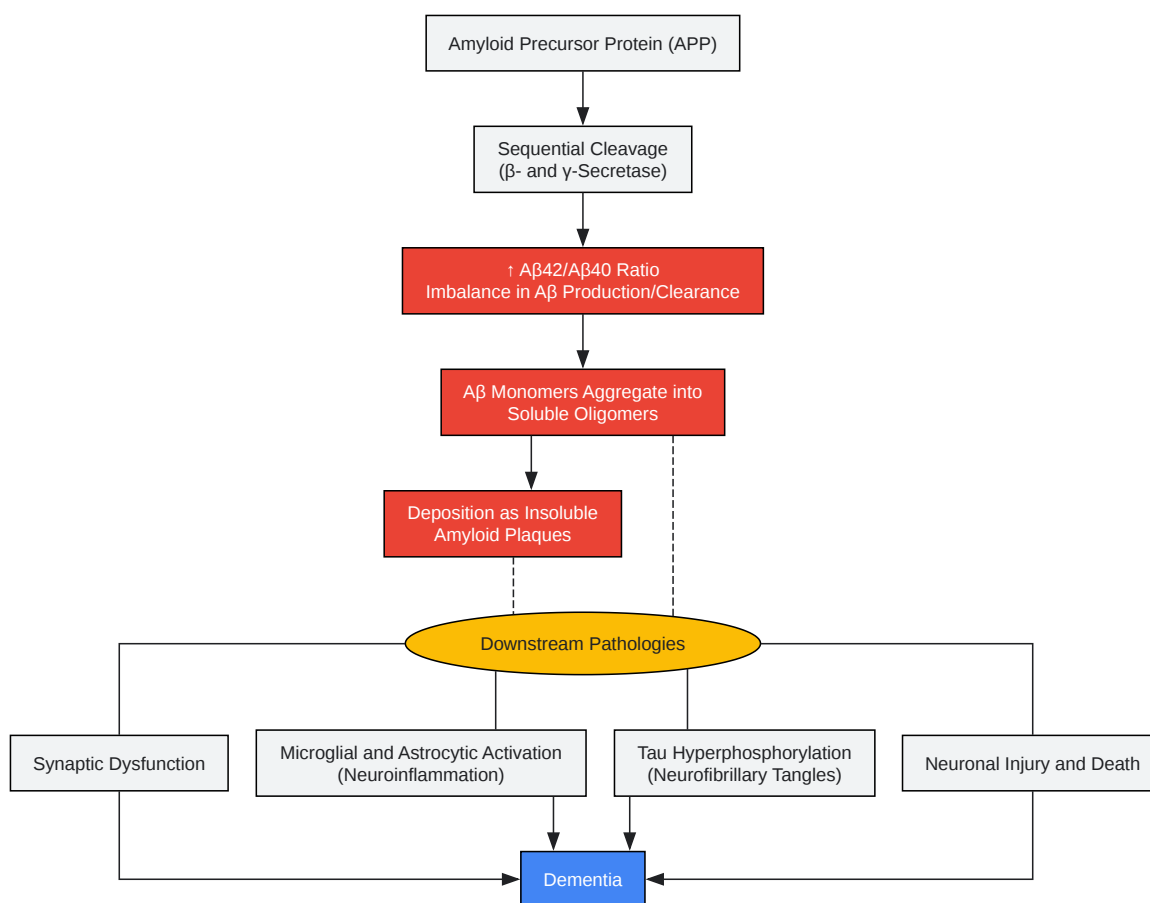 Amyloid Precursor Protein (APP)
Sequential Cleavage
(β- and γ-Secretase)
↑ Aβ42/Aβ40 Ratio
Imbalance in Aβ Production/Clearance
Aβ Monomers Aggregate into
Soluble Oligomers
Deposition as Insoluble
Amyloid Plaques
Downstream Pathologies
Synaptic Dysfunction
Microglial and Astrocytic Activation
(Neuroinflammation)
Tau Hyperphosphorylation
(Neurofibrillary Tangles)
Neuronal Injury and Death
Dementia